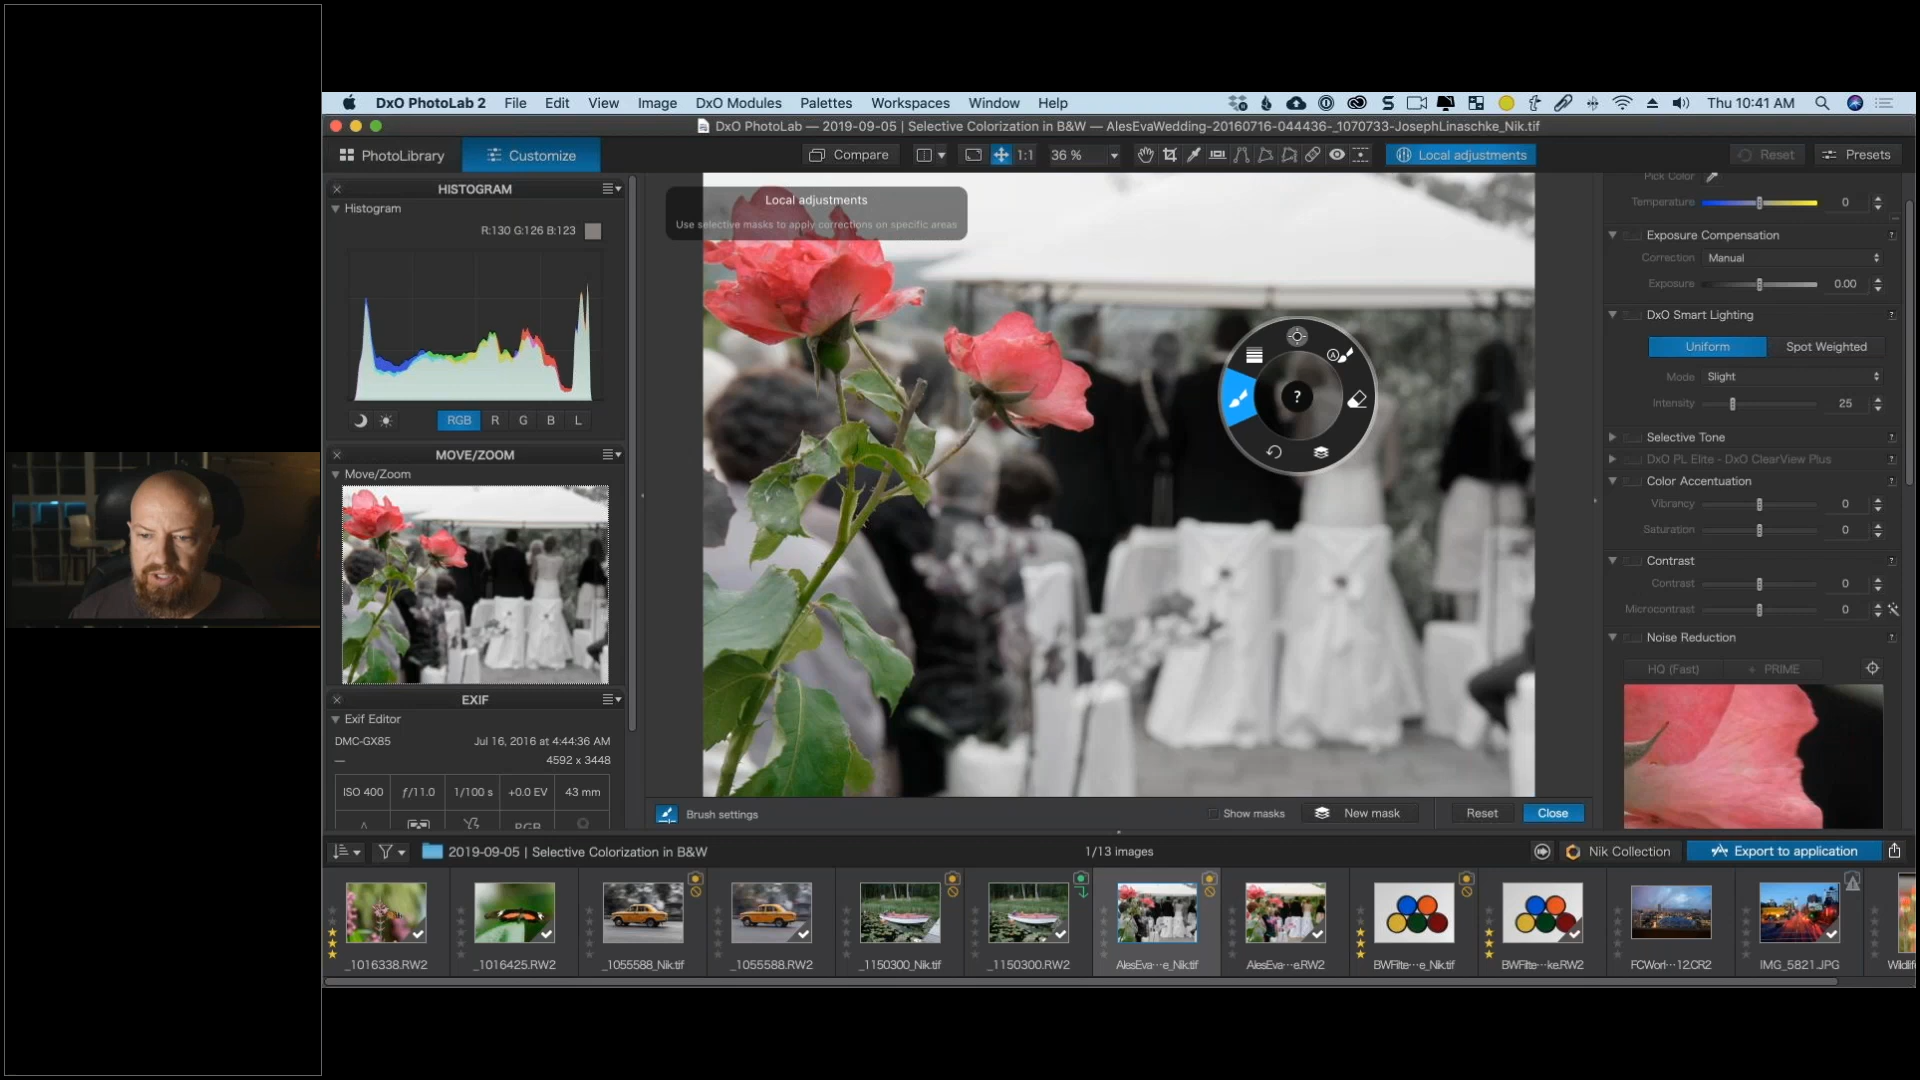 DxO PhotoLab 2 File Edit View Image DxO Modules Palettes Workspaces Window Help Thu 10:41 AM
DxO PhotoLab — 2019-09-05 | Selective Colorization in B&W — AlesEvaWedding-20160716-044436-_1070733-JosephLinaschke_Nik.tif
PhotoLibrary Customize Compare 1:1 36 % Local adjustments Reset Presets
HISTOGRAM
Histogram
R:130 G:126 B:123
RGB R G B L
MOVE/ZOOM
Move/Zoom
EXIF
Exif Editor
DMC-GX85 Jul 16, 2016 at 4:44:36 AM
— 4592 x 3448
ISO 400 ƒ/11.0 1/100 s +0.0 EV 43 mm
Local adjustments
Use selective masks to apply corrections on specific areas
?
Pick Color
Temperature 0
Exposure Compensation ?
Correction Manual
Exposure 0.00
DxO Smart Lighting ?
Uniform Spot Weighted
Mode Slight
Intensity 25
Selective Tone ?
DxO PL Elite - DxO ClearView Plus ?
Color Accentuation ?
Vibrancy 0
Saturation 0
Contrast ?
Contrast 0
Microcontrast 0
Noise Reduction ?
HQ (Fast) PRIME
Brush settings Show masks New mask Reset Close
2019-09-05 | Selective Colorization in B&W 1/13 images Nik Collection Export to application
_1016338.RW2 _1016425.RW2 _1055588_Nik.tif _1055588.RW2 _1150300_Nik.tif _1150300.RW2 AlesEva···e_Nik.tif AlesEva···e.RW2 BWFilte···e_Nik.tif BWFilte···ke.RW2 FCWorl···12.CR2 IMG_5821.JPG